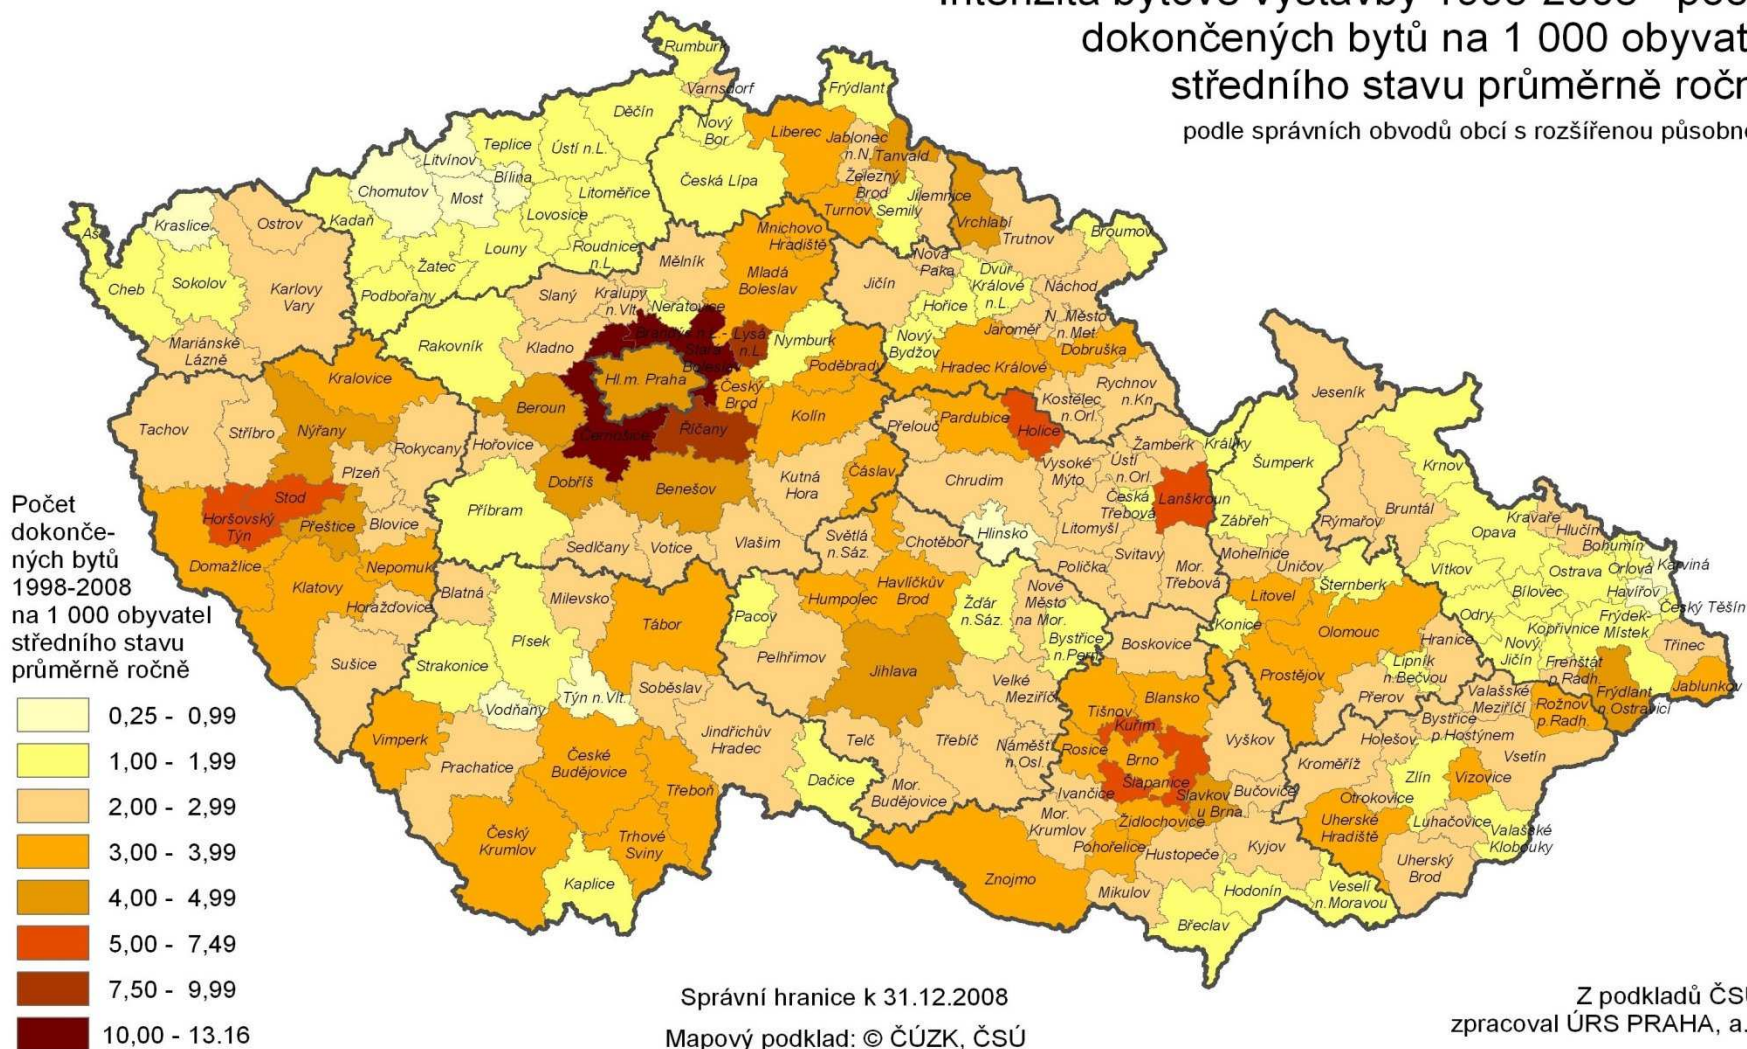 dokončených bytů na 1 000 obyvat
středního stavu průměrně ročn
podle správních obvodů obcí s rozšířenou působno
Rumburk
Varnsdorf
Frýdlant
Děčín
Nový
Bor
Liberec
Jablonec
n.N.
Tanvald
Teplice
Ústí n.L.
Litvínov
Bílina
Česká Lípa
Železný
Brod
Chomutov
Most
Litoměřice
Jilemnice
Kraslice
Ostrov
Kadaň
Lovosice
Turnov
Semily
Vrchlabí
Trutnov
Broumov
Aš
Louny
Roudnice
n.L.
Mnichovo
Hradiště
Žatec
Mělník
Nová
Paka
Dvůr
Králové
n.L.
Cheb
Sokolov
Karlovy
Vary
Podbořany
Slaný
Kralupy
n.Vlt.
Neratovice
Mladá
Boleslav
Jičín
Hořice
Náchod
Jaroměř
N. Město
n.Met.
Mariánské
Lázně
Rakovník
Kladno
Brandýs n.L.-
Stará
Boleslav
Lysá
n.L.
Nymburk
Nový
Bydžov
Dobruška
Kralovice
Hl.m. Praha
Český
Brod
Poděbrady
Hradec Králové
Jeseník
Beroun
Kolín
Rychnov
n.Kn.
Kostelec
n.Orl.
Tachov
Stříbro
Nýřany
Rokycany
Hořovice
Černošice
Říčany
Přelouč
Pardubice
Holice
Žamberk
Králíky
Plzeň
Kutná
Hora
Čáslav
Chrudim
Vysoké
Mýto
Ústí
n.Orl.
Šumperk
Krnov
Dobříš
Benešov
Stod
Česká
Třebová
Lanškroun
Počet
dokonče-
ných bytů
1998-2008
na 1 000 obyvatel
středního stavu
průměrně ročně
Horšovský
Týn
Přeštice
Blovice
Příbram
Hlinsko
Litomyšl
Zábřeh
Rýmařov
Bruntál
Opava
Kravaře
Hlučín
Bohumín
Sedlčany
Votice
Vlašim
Světlá
n.Sáz.
Chotěboř
Svitavy
Mohelnice
Uničov
Domažlice
Nepomuk
Klatovy
Polička
Mor.
Třebová
Šternberk
Vítkov
Ostrava
Orlová
Karviná
Bílovec
Havířov
Český Těšín
Horažďovice
Blatná
Milevsko
Humpolec
Havlíčkův
Brod
Žďár
n.Sáz.
Nové
Město
na Mor.
Litovel
Odry
Pacov
Tábor
Písek
Strakonice
Bystřice
n.Pern.
Konice
Olomouc
Hranice
Nový
Jičín
Kopřivnice
Frýdek-
Místek
Třinec
Sušice
Pelhřimov
Jihlava
Boskovice
Lipník
n.Bečvou
Frenštát
p.Radh.
Prostějov
Přerov
Valašské
Meziříčí
Rožnov
p.Radh.
Frýdlant
n.Ostravicí
Jablunkov
Vodňany
Týn n.Vlt.
Soběslav
Velké
Meziříčí
Blansko
Tišnov
Bystřice
p.Hostýnem
0,25 - 0,99
1,00 - 1,99
2,00 - 2,99
3,00 - 3,99
4,00 - 4,99
5,00 - 7,49
7,50 - 9,99
10,00 - 13.16
Vimperk
Jindřichův
Hradec
Telč
Třebíč
Náměšť
n.Osl.
Kuřim
Rosice
Brno
Vyškov
Kroměříž
Holešov
Vsetín
Prachatice
České
Budějovice
Dačice
Mor.
Budějovice
Ivančice
Šlapanice
Slavkov
u Brna
Bučovice
Zlín
Vizovice
Otrokovice
Třeboň
Mor.
Krumlov
Židlochovice
Uherské
Hradiště
Luhačovice
Valašské
Klobouky
Český
Krumlov
Trhové
Sviny
Pohořelice
Hustopeče
Kyjov
Uherský
Brod
Kaplice
Znojmo
Mikulov
Hodonín
Veselí
n.Moravou
Břeclav
Správní hranice k 31.12.2008
Mapový podklad: © ČÚZK, ČSÚ
Z podkladů ČSÚ
zpracoval ÚRS PRAHA, a.